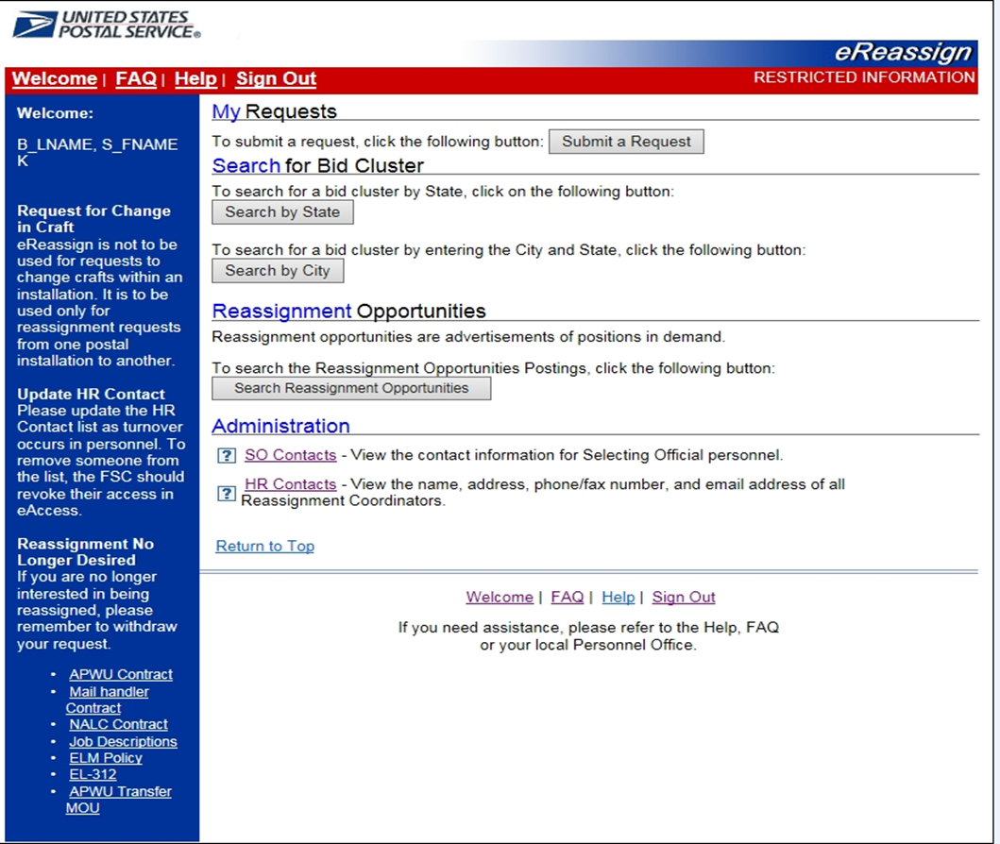 UNITED STATES
POSTAL SERVICE®
eReassign
Welcome | FAQ | Help | Sign Out
RESTRICTED INFORMATION
Welcome:
B_LNAME, S_FNAME
K
Request for Change
in Craft
eReassign is not to be
used for requests to
change crafts within an
installation. It is to be
used only for
reassignment requests
from one postal
installation to another.
Update HR Contact
Please update the HR
Contact list as turnover
occurs in personnel. To
remove someone from
the list, the FSC should
revoke their access in
eAccess.
Reassignment No
Longer Desired
If you are no longer
interested in being
reassigned, please
remember to withdraw
your request.
• APWU Contract
• Mail handler
Contract
• NALC Contract
• Job Descriptions
• ELM Policy
• EL-312
• APWU Transfer
MOU
My Requests
To submit a request, click the following button: Submit a Request
Search for Bid Cluster
To search for a bid cluster by State, click on the following button:
Search by State
To search for a bid cluster by entering the City and State, click the following button:
Search by City
Reassignment Opportunities
Reassignment opportunities are advertisements of positions in demand.
To search the Reassignment Opportunities Postings, click the following button:
Search Reassignment Opportunities
Administration
? SO Contacts - View the contact information for Selecting Official personnel.
? HR Contacts - View the name, address, phone/fax number, and email address of all
Reassignment Coordinators.
Return to Top
Welcome | FAQ | Help | Sign Out
If you need assistance, please refer to the Help, FAQ
or your local Personnel Office.